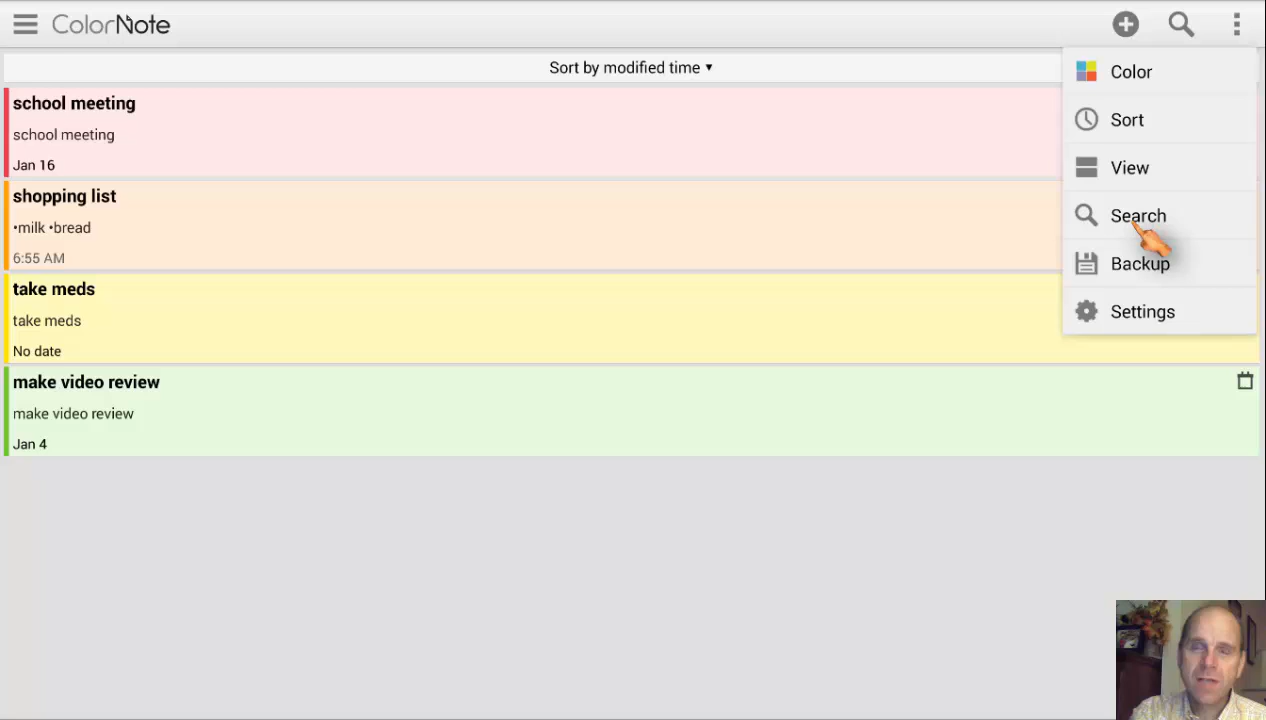 ColorNote
Sort by modified time ▾
school meeting
school meeting
Jan 16
shopping list
•milk •bread
6:55 AM
take meds
take meds
No date
make video review
make video review
Jan 4
Color
Sort
View
Search
Backup
Settings